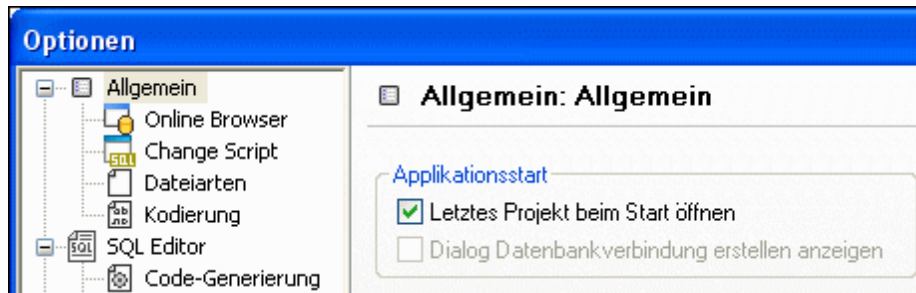 Optionen
Allgemein
Online Browser
Change Script
Dateiarten
Kodierung
SQL Editor
Code-Generierung
Allgemein: Allgemein
Applikationsstart
Letztes Projekt beim Start öffnen
Dialog Datenbankverbindung erstellen anzeigen